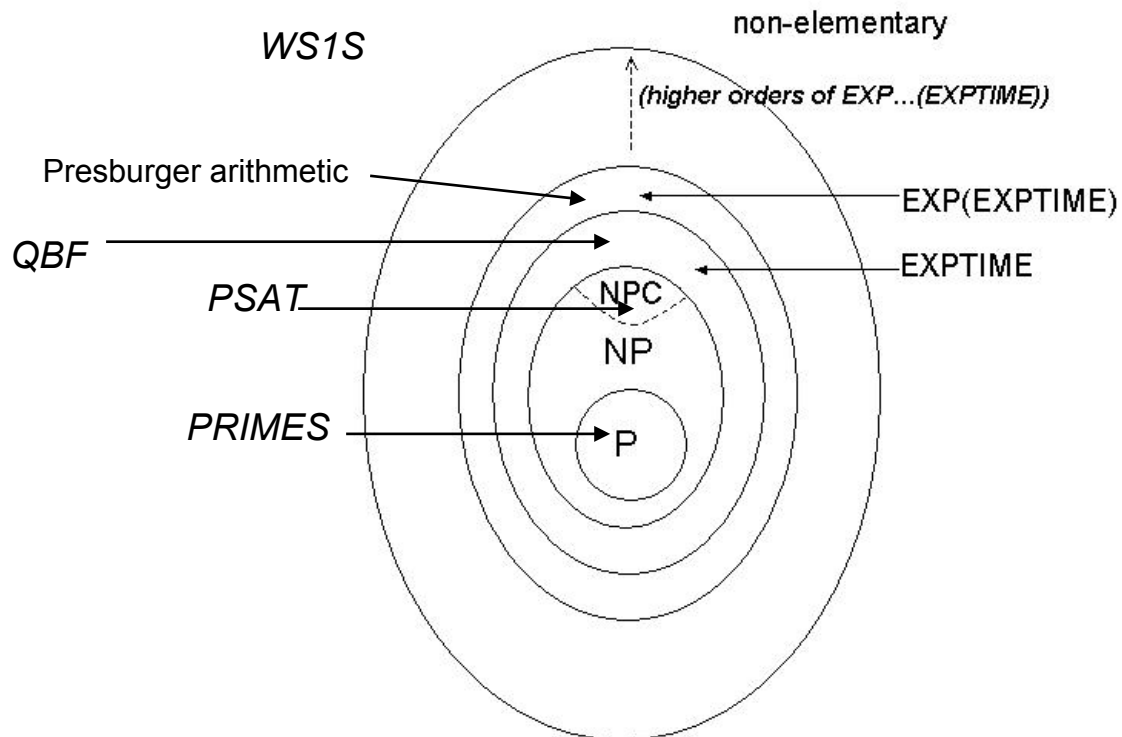 non-elementary
WS1S
(higher orders of EXP...(EXPTIME))
Presburger arithmetic
EXP(EXPTIME)
QBF
EXPTIME
PSAT
NPC
NP
PRIMES
P